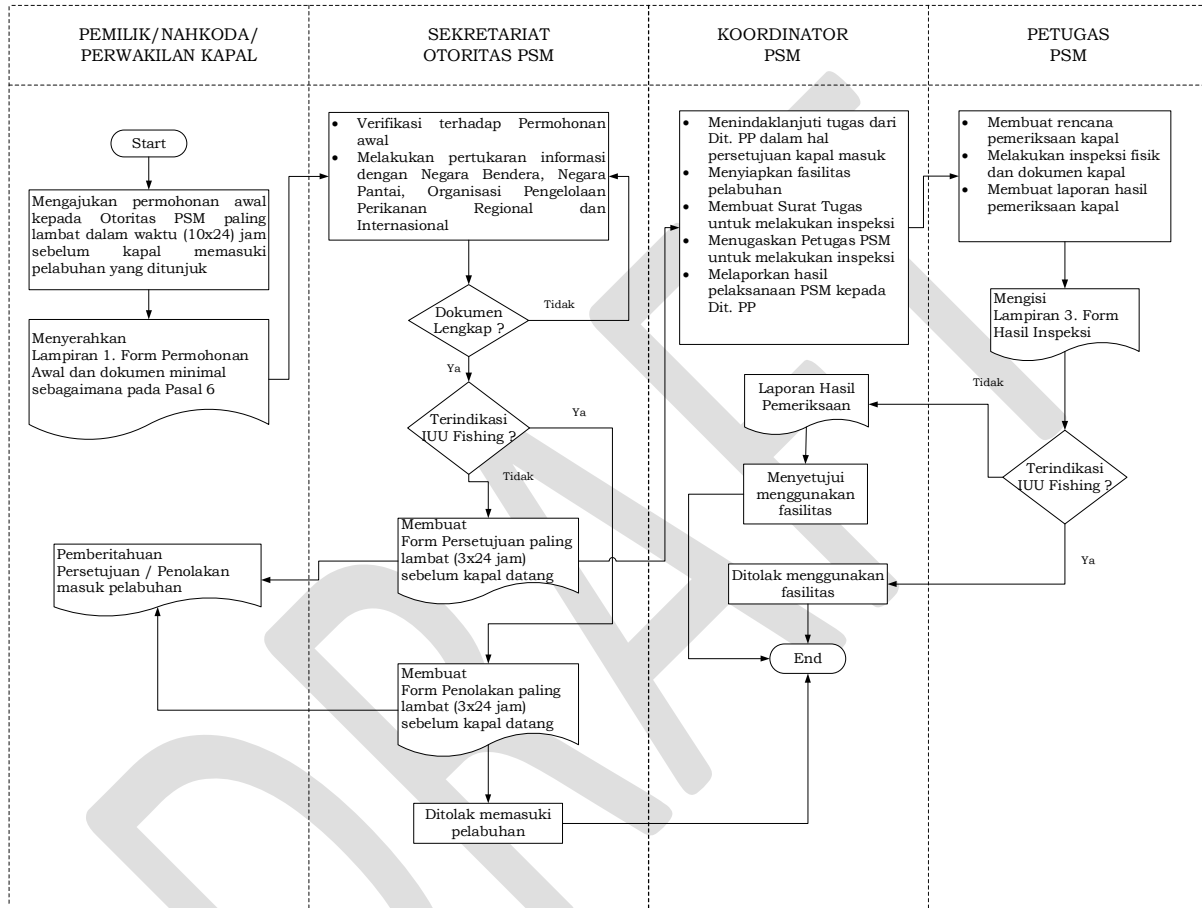 PEMILIK/NAHKODA/
PERWAKILAN KAPAL
SEKRETARIAT
OTORITAS PSM
KOORDINATOR
PSM
PETUGAS
PSM
Start
Mengajukan permohonan awal
kepada Otoritas PSM paling
lambat dalam waktu (10x24) jam
sebelum kapal memasuki
pelabuhan yang ditunjuk
Menyerahkan
Lampiran 1. Form Permohonan
Awal dan dokumen minimal
sebagaimana pada Pasal 6
Pemberitahuan
Persetujuan / Penolakan
masuk pelabuhan
• Verifikasi terhadap Permohonan
awal
• Melakukan pertukaran informasi
dengan Negara Bendera, Negara
Pantai, Organisasi Pengelolaan
Perikanan Regional dan
Internasional
Dokumen
Lengkap ?
Tidak
Ya
Terindikasi
IUU Fishing ?
Ya
Tidak
Membuat
Form Persetujuan paling
lambat (3x24 jam)
sebelum kapal datang
Membuat
Form Penolakan paling
lambat (3x24 jam)
sebelum kapal datang
Ditolak memasuki
pelabuhan
• Menindaklanjuti tugas dari
Dit. PP dalam hal
persetujuan kapal masuk
• Menyiapkan fasilitas
pelabuhan
• Membuat Surat Tugas
untuk melakukan inspeksi
• Menugaskan Petugas PSM
untuk melakukan inspeksi
• Melaporkan hasil
pelaksanaan PSM kepada
Dit. PP
Laporan Hasil
Pemeriksaan
Menyetujui
menggunakan
fasilitas
Ditolak menggunakan
fasilitas
End
• Membuat rencana
pemeriksaan kapal
• Melakukan inspeksi fisik
dan dokumen kapal
• Membuat laporan hasil
pemeriksaan kapal
Mengisi
Lampiran 3. Form
Hasil Inspeksi
Tidak
Terindikasi
IUU Fishing ?
Ya
DRAFT